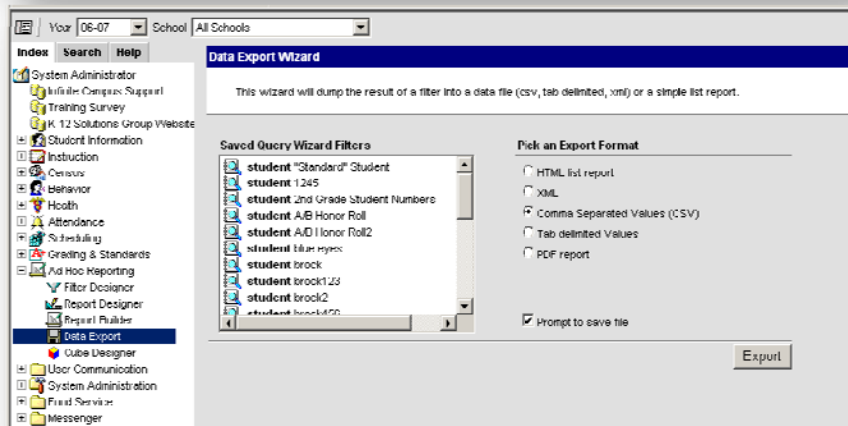 Year 06-07 School All Schools
Index Search Help
System Administrator
Infinite Campus Support
Training Survey
K 12 Solutions Group Website
Student Information
Instruction
Census
Behavior
Health
Attendance
Scheduling
Grading & Standards
Ad Hoc Reporting
Filter Designer
Report Designer
Report Builder
Data Export
Cube Designer
User Communication
System Administration
Food Service
Messenger
Data Export Wizard
This wizard will dump the result of a filter into a data file (csv, tab delimited, xml) or a simple list report.
Saved Query Wizard Filters
student "Standard" Student
student 1245
student 2nd Grade Student Numbers
student A/B Honor Roll
student A/B Honor Roll2
student blue eyes
student brock
student brock123
student brock2
student brock456
Pick an Export Format
HTML list report
XML
Comma Separated Values (CSV)
Tab delimited Values
PDF report
Prompt to save file
Export